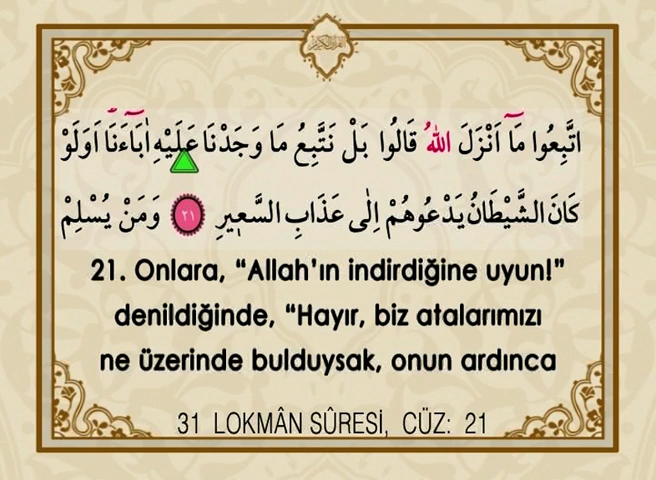 اتَّبِعُوا مَٓا اَنْزَلَ اللّٰهُ قَالُوا بَلْ نَتَّبِعُ مَا وَجَدْنَا عَلَيْهِ اٰبَٓاءَنَاۜ اَوَلَوْ
كَانَ الشَّيْطَانُ يَدْعُوهُمْ اِلٰى عَذَابِ السَّع۪يرِ ٢١ وَمَنْ يُسْلِمْ
21. Onlara, “Allah’ın indirdiğine uyun!”
denildiğinde, “Hayır, biz atalarımızı
ne üzerinde bulduysak, onun ardınca
31 LOKMÂN SÛRESİ, CÜZ: 21